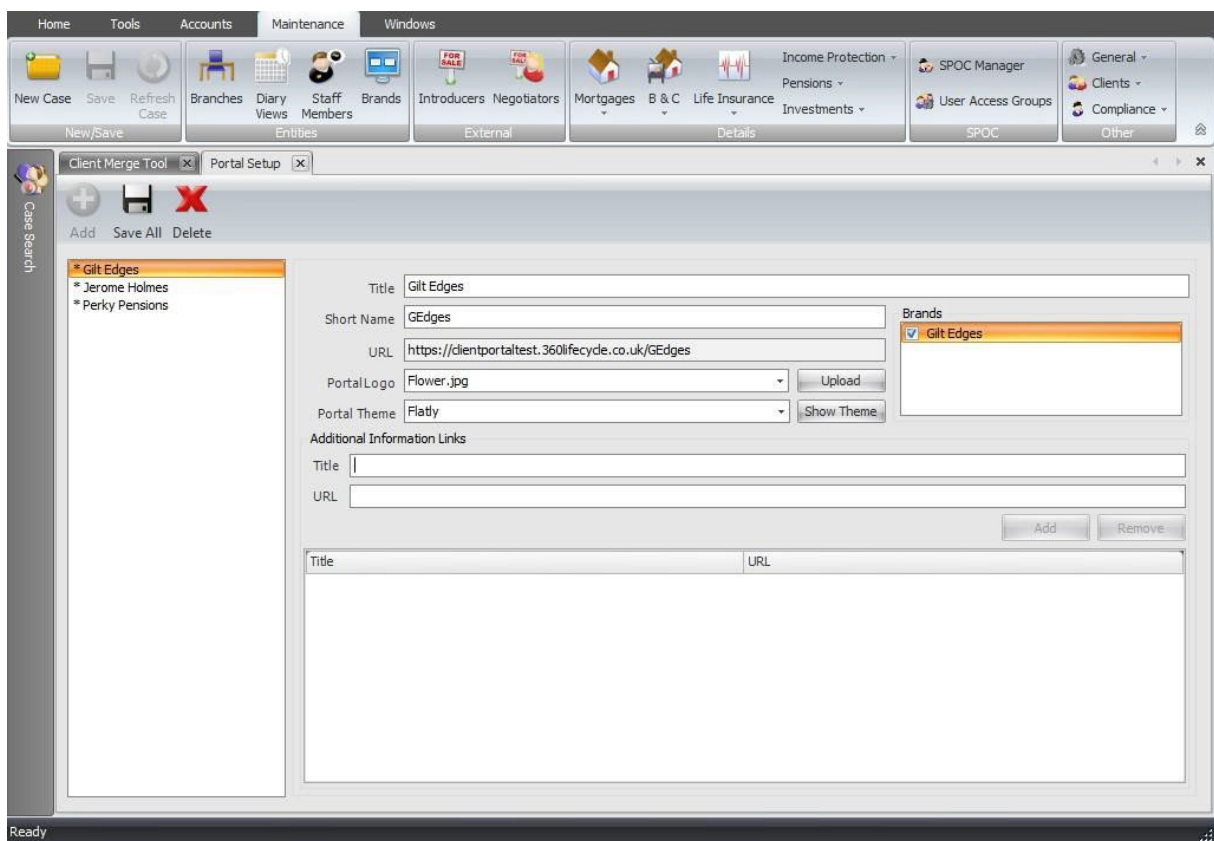 Home Tools Accounts Maintenance Windows
New Case Save Refresh Case
New/Save
Branches Diary Views Staff Members Brands
Entities
FOR SALE
FOR SALE
Introducers Negotiators
External
Mortgages B & C Life Insurance
Income Protection
Pensions
Investments
Details
SPOC Manager
User Access Groups
SPOC
General
Clients
Compliance
Other
Case Search
Client Merge Tool Portal Setup
Add Save All Delete
* Gilt Edges
* Jerome Holmes
* Perky Pensions
Title Gilt Edges
Short Name GEdges
URL https://clientportaltest.360lifecycle.co.uk/GEdges
Portal Logo Flower.jpg Upload
Portal Theme Flatly Show Theme
Brands
Gilt Edges
Additional Information Links
Title
URL
Add Remove
Title URL
Ready